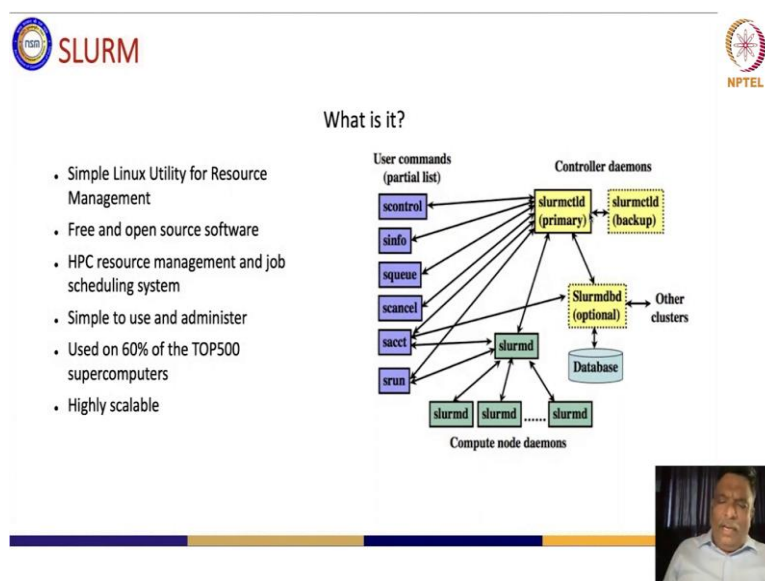 nsm
SLURM
NPTEL
What is it?
• Simple Linux Utility for Resource
Management
• Free and open source software
• HPC resource management and job
scheduling system
• Simple to use and administer
• Used on 60% of the TOP500
supercomputers
• Highly scalable
User commands
(partial list)
scontrol
sinfo
squeue
scancel
sacct
srun
Controller daemons
slurmctld
(primary)
slurmctld
(backup)
Slurmdbd
(optional)
Other
clusters
Database
slurmd
slurmd
slurmd
......
slurmd
Compute node daemons